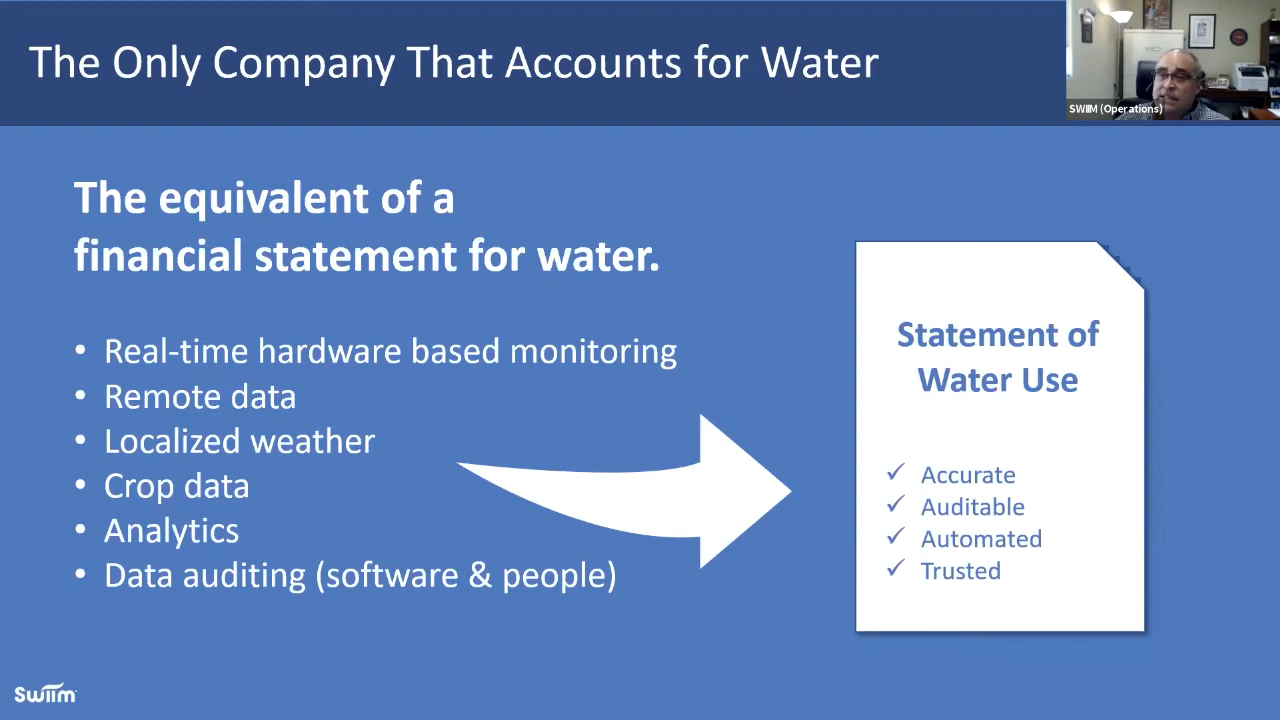 The Only Company That Accounts for Water
SWIIM (Operations)
The equivalent of a
financial statement for water.
• Real-time hardware based monitoring
• Remote data
• Localized weather
• Crop data
• Analytics
• Data auditing (software & people)
Statement of
Water Use
✓ Accurate
✓ Auditable
✓ Automated
✓ Trusted
Swiim